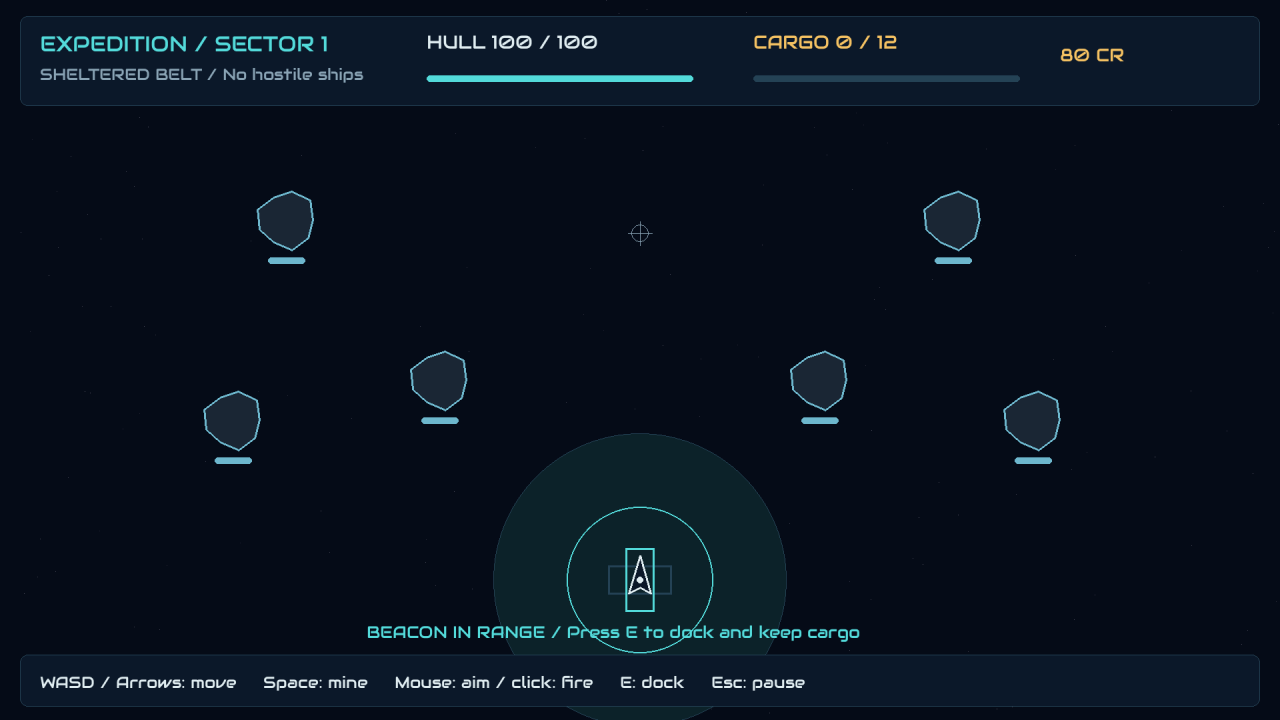 EXPEDITION / SECTOR 1
SHELTERED BELT / No hostile ships
HULL 100 / 100
CARGO 0 / 12
80 CR
BEACON IN RANGE / Press E to dock and keep cargo
WASD / Arrows: move Space: mine Mouse: aim / click: fire E: dock Esc: pause